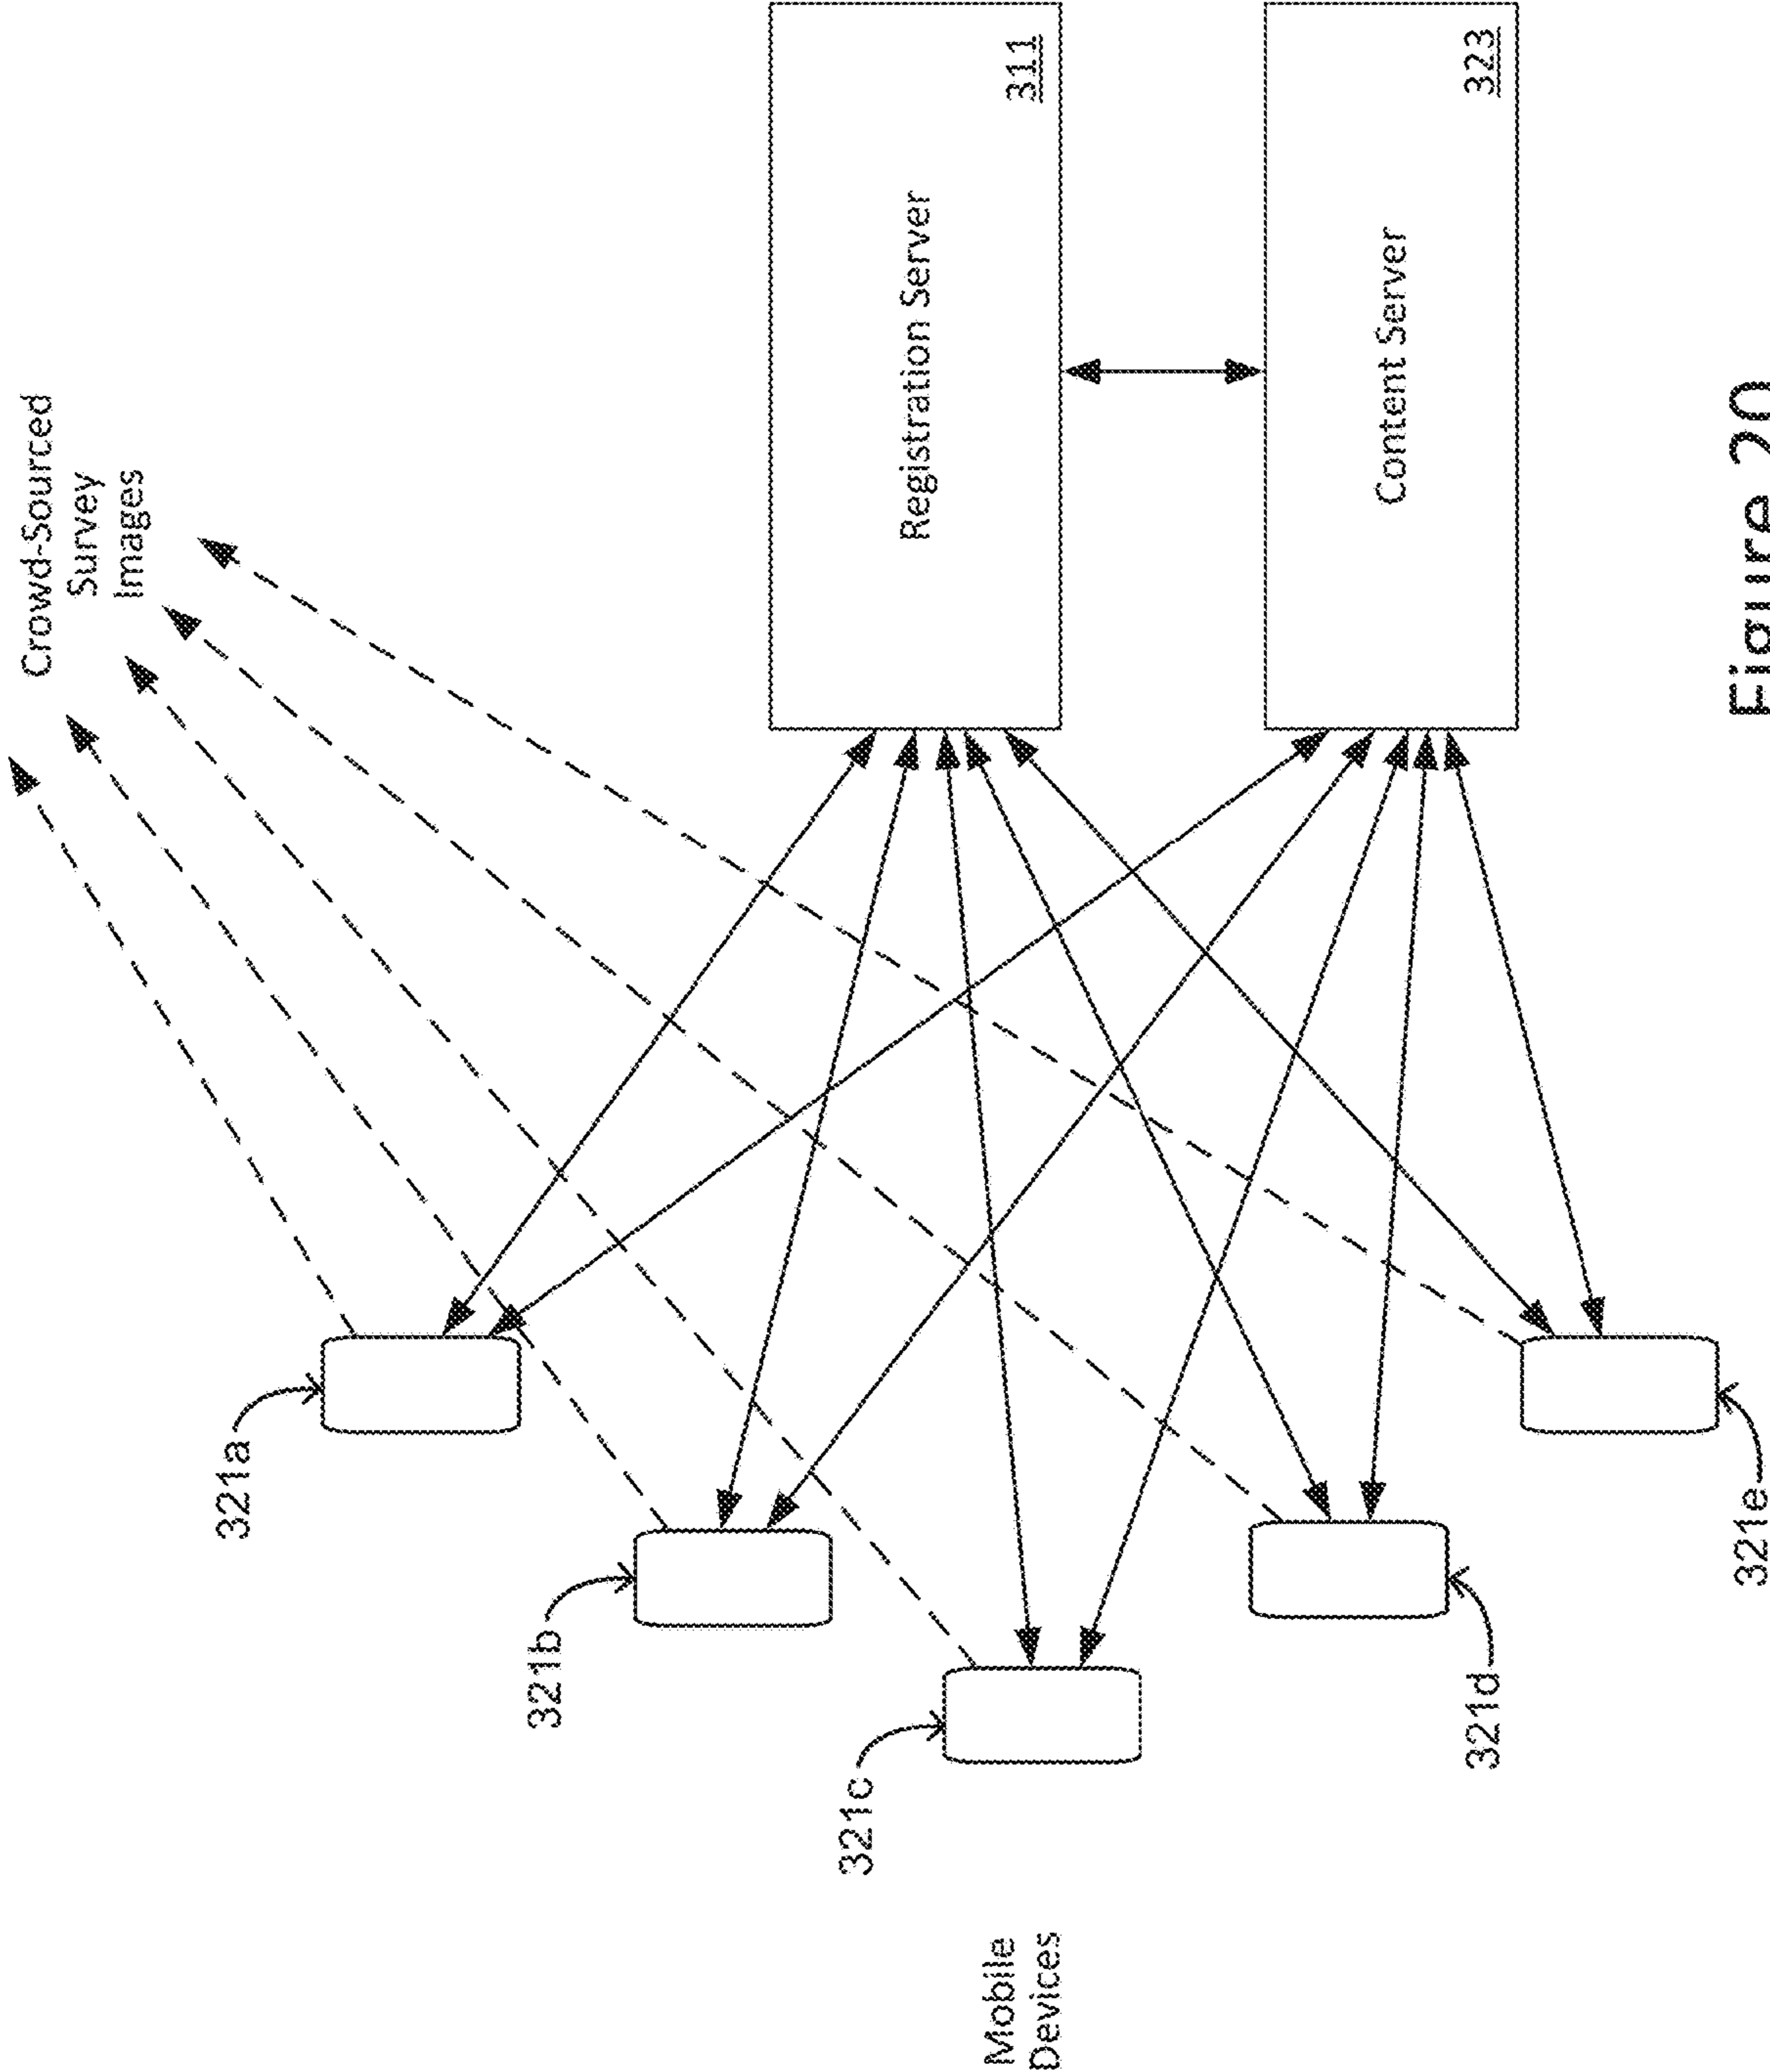 Crowd-Sourced
Survey
Images
321a
321b
321c
321d
321e
Mobile
Devices
Registration Server
311
Content Server
323
Figure 20